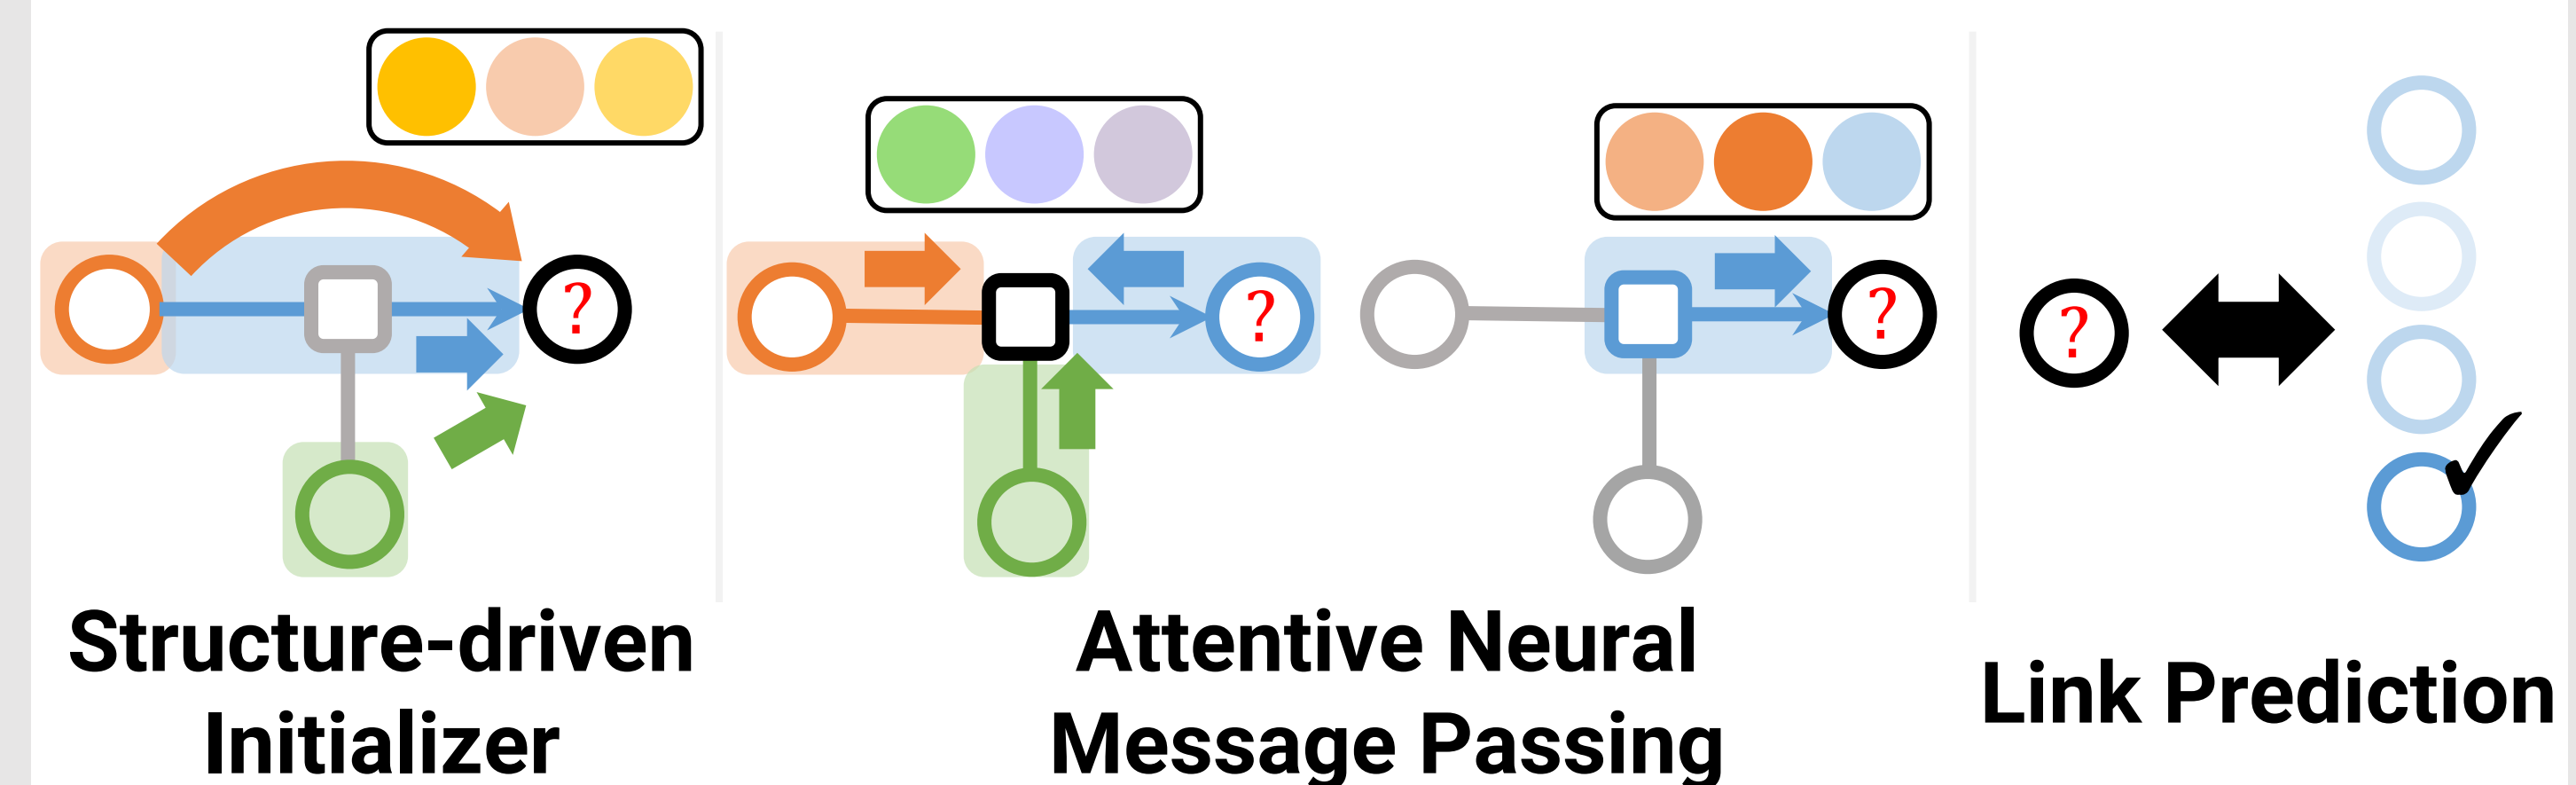 ?
?
?
?
Structure-driven
Initializer
Attentive Neural
Message Passing
Link Prediction